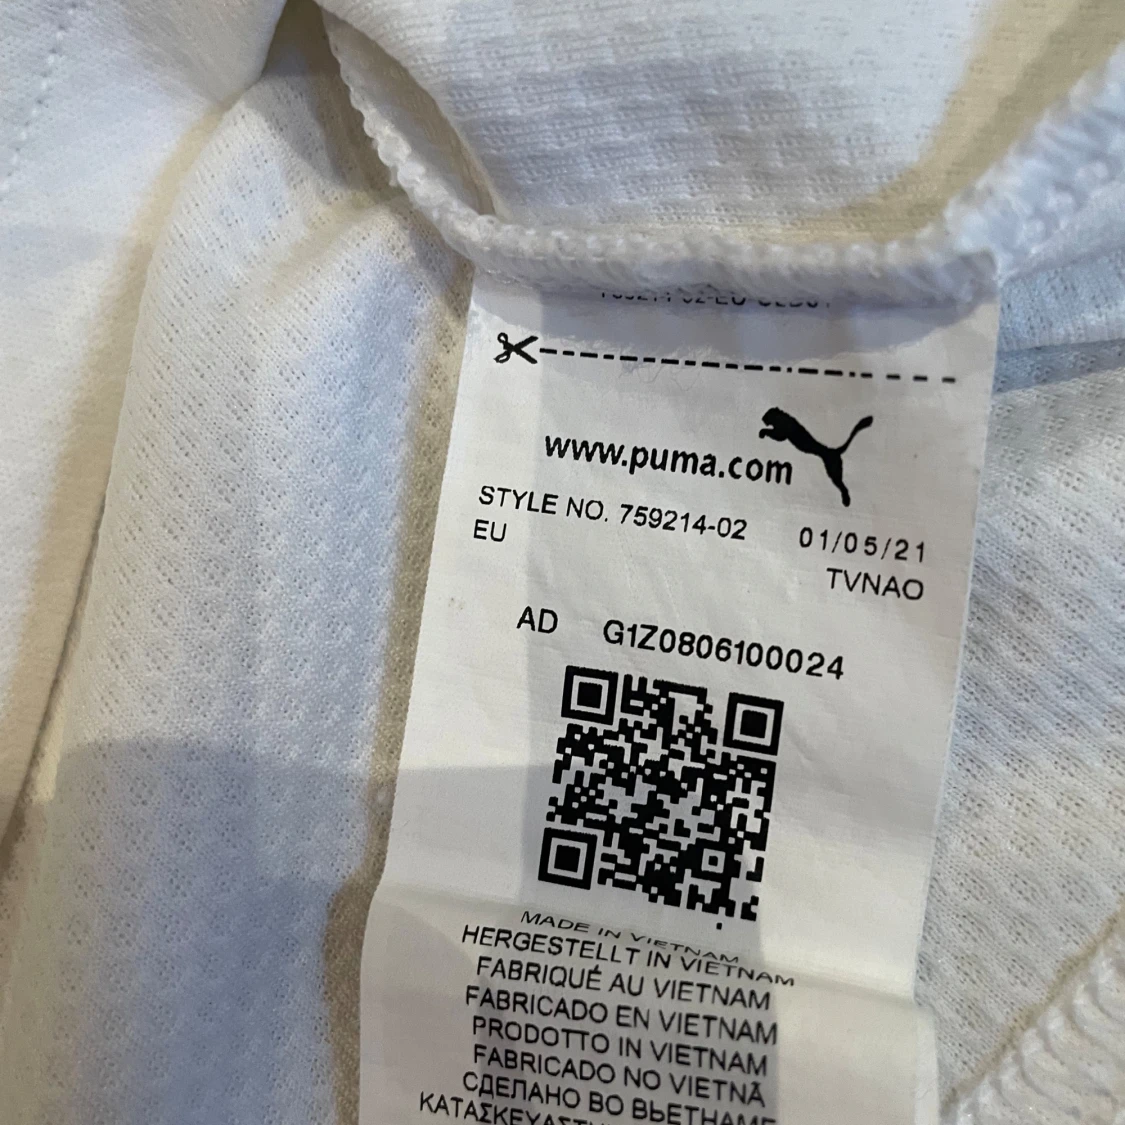 www.puma.com
STYLE NO. 759214-02 01/05/21
EU TVNAO
AD G1Z0806100024
MADE IN VIETNAM
HERGESTELLT IN VIETNAM
FABRIQUÉ AU VIETNAM
FABRICADO EN VIETNAM
PRODOTTO IN VIETNAM
FABRICADO NO VIETNÃ
СДЕЛАНО ВО ВЬЕТНАМЕ